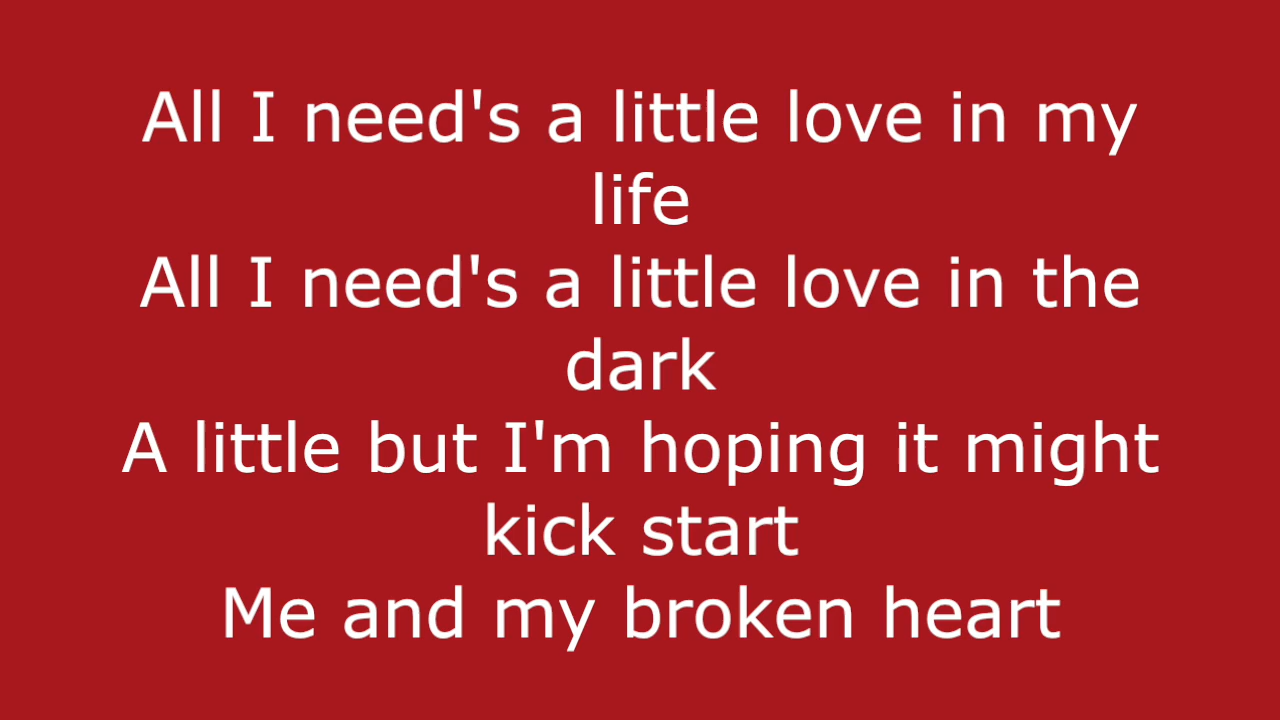 All I need's a little love in my
life
All I need's a little love in the
dark
A little but I'm hoping it might
kick start
Me and my broken heart